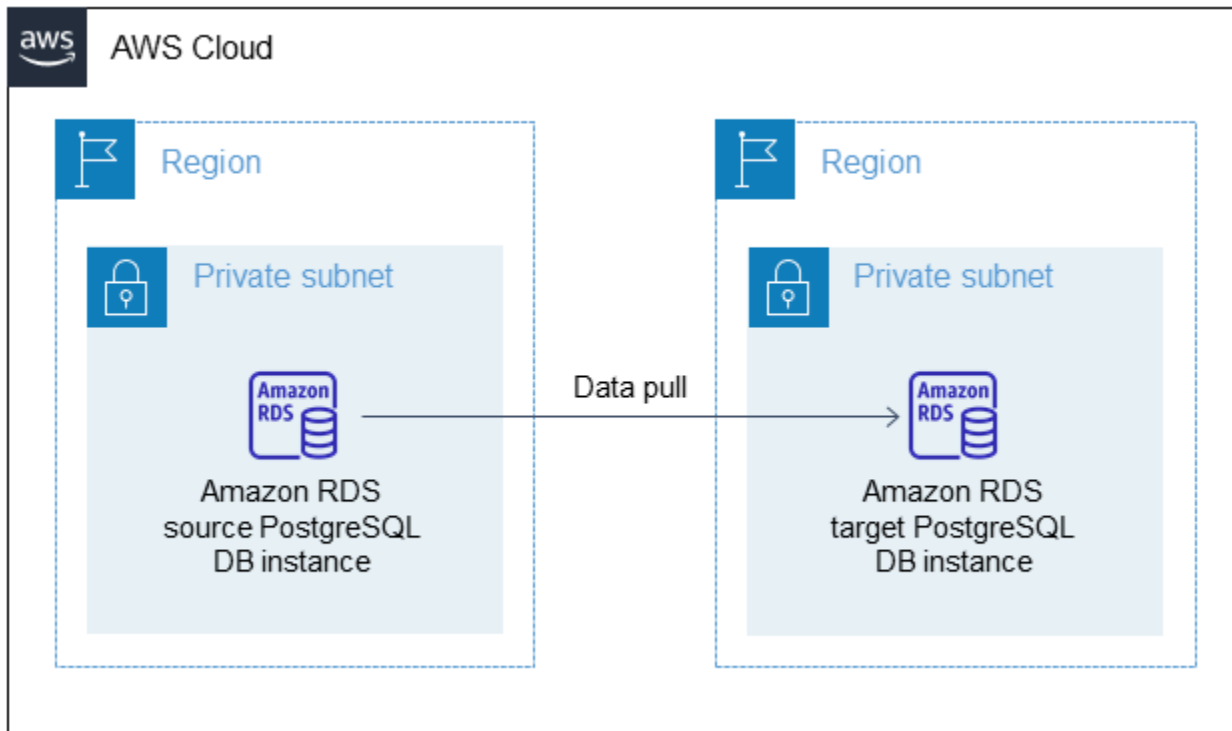 aws
AWS Cloud
Region
Region
Private subnet
Private subnet
Data pull
Amazon
RDS
Amazon
RDS
Amazon RDS
source PostgreSQL
DB instance
Amazon RDS
target PostgreSQL
DB instance